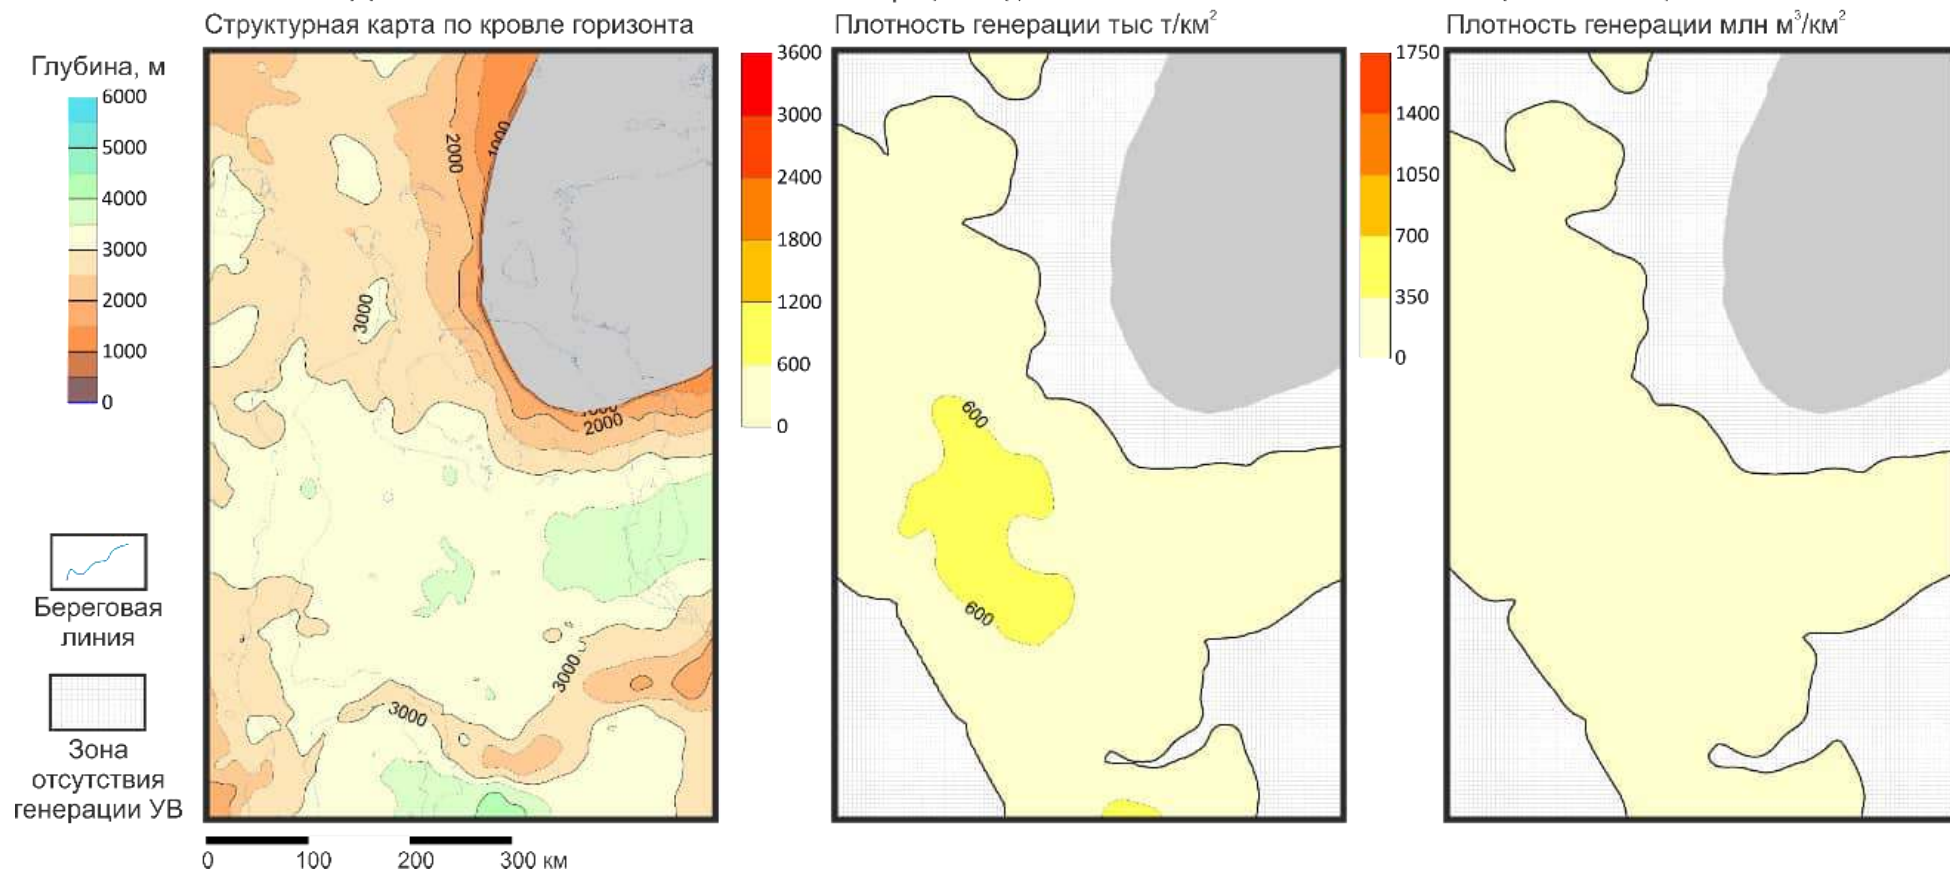 Структурная карта по кровле горизонта
Плотность генерации тыс т/км²
Плотность генерации млн м³/км²
Глубина, м
6000
5000
4000
3000
2000
1000
0
2000
1000
3000
2000
3000
3000
3600
3000
2400
1800
1200
600
0
600
600
1750
1400
1050
700
350
0
Береговая
линия
Зона
отсутствия
генерации УВ
0 100 200 300 км